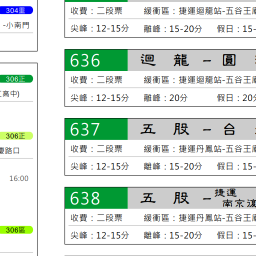 304重
-小南門
306正
高中)
306正
慶路口
16:00
306區
收費：二段票 緩衝區：捷運迴龍站-五谷王廟
尖峰：12-15分 離峰：15-20分 假日：15-
636 迴龍-圓
收費：二段票 緩衝區：捷運迴龍站-五谷王廟
尖峰：12-15分 離峰：20分 假日：20分
637 五股-台
收費：二段票 緩衝區：捷運丹鳳站-五谷王廟
尖峰：12-15分 離峰：15-20分 假日：15-
638 五股-捷運南京
收費：二段票 緩衝區：捷運丹鳳站-五谷王廟
尖峰：12-15分 離峰：15-20分 假日：15-